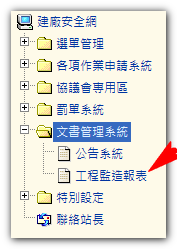 建廠安全網
選單管理
各項作業申請系統
協議會專用區
罰單系統
文書管理系統
公告系統
工程監造報表
特別設定
聯絡站長